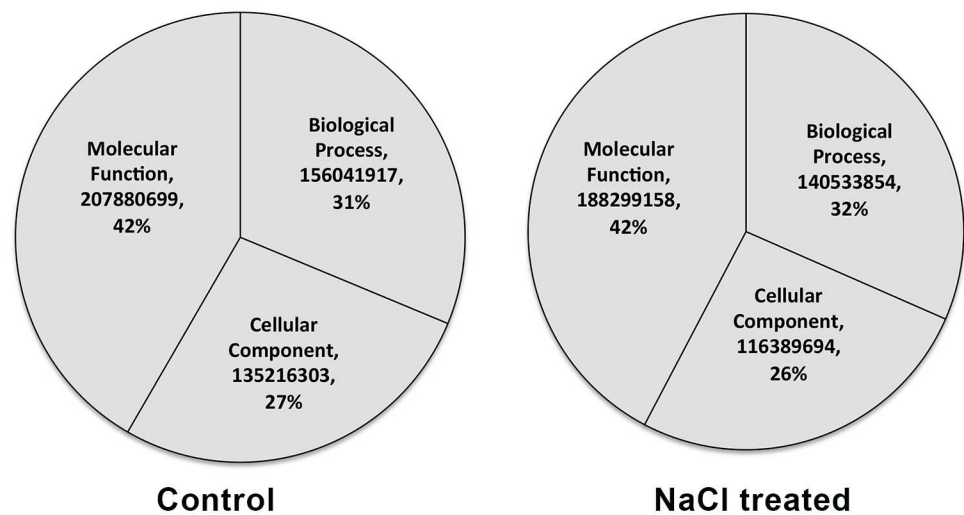 Molecular
Function,
207880699,
42%
Biological
Process,
156041917,
31%
Cellular
Component,
135216303,
27%
Control
Molecular
Function,
188299158,
42%
Biological
Process,
140533854,
32%
Cellular
Component,
116389694,
26%
NaCl treated